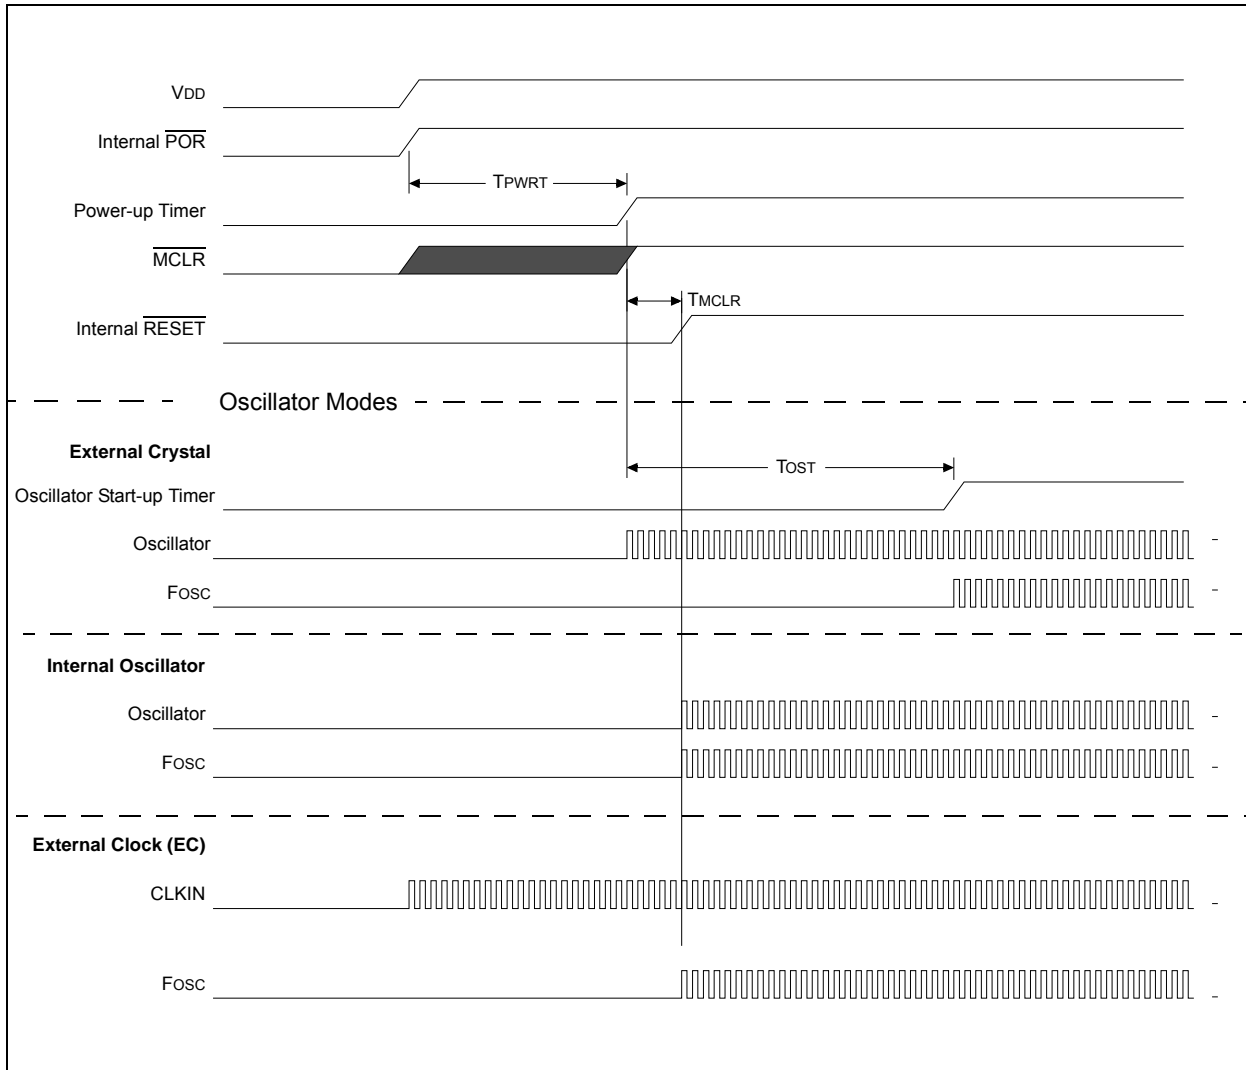 VDD
Internal POR
TPWRT
Power-up Timer
MCLR
TMCLR
Internal RESET
Oscillator Modes
External Crystal
TOST
Oscillator Start-up Timer
Oscillator
FOSC
Internal Oscillator
Oscillator
FOSC
External Clock (EC)
CLKIN
FOSC